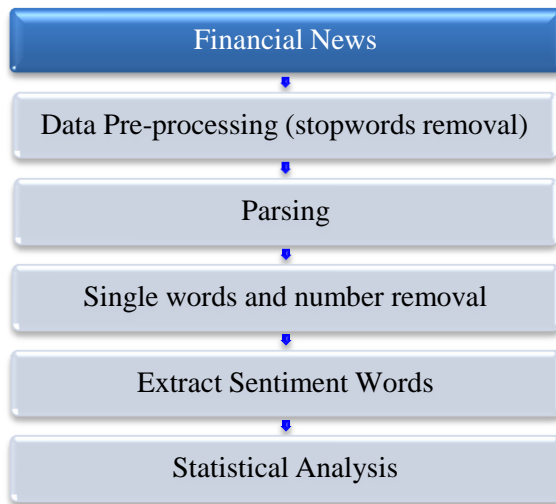 Financial News
Data Pre-processing (stopwords removal)
Parsing
Single words and number removal
Extract Sentiment Words
Statistical Analysis